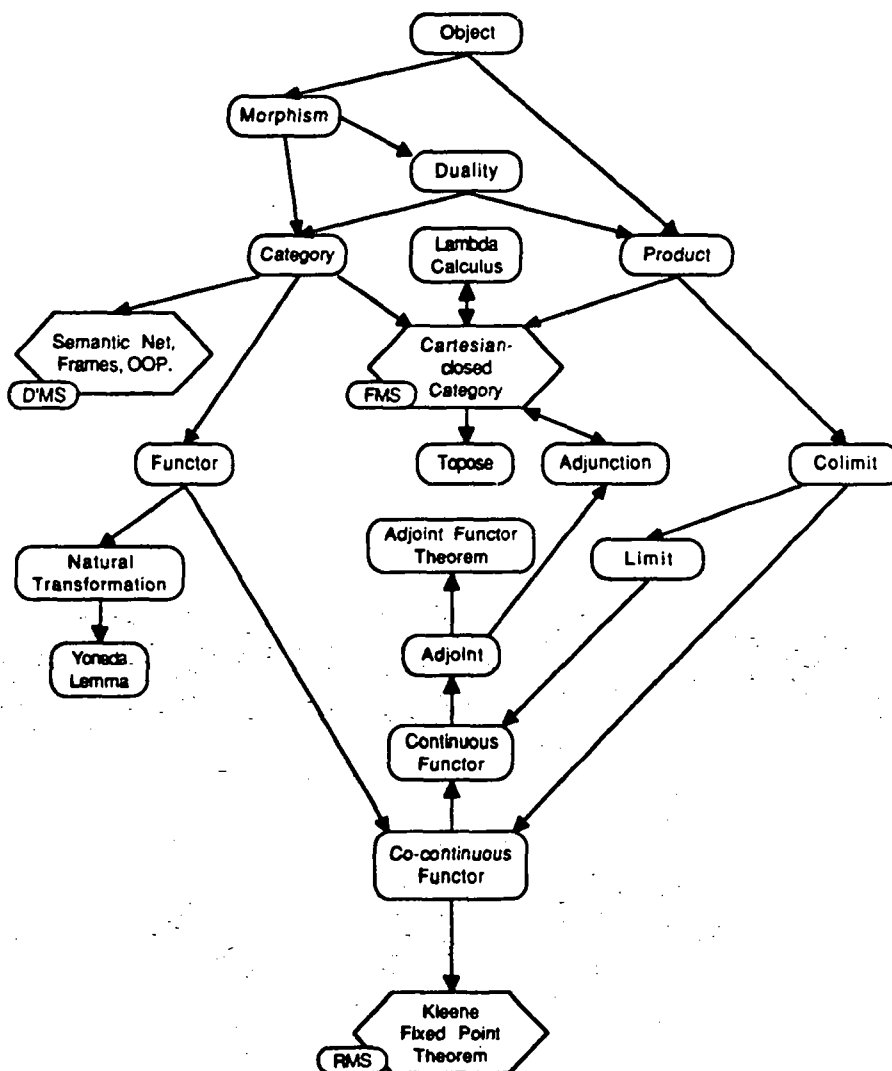 Object
Morphism
Duality
Category
Lambda
Calculus
Product
Semantic Net,
Frames, OOP.
D'MS
Cartesian-
closed
Category
FMS
Functor
Topose
Adjunction
Colimit
Natural
Transformation
Adjoint Functor
Theorem
Limit
Yoneda
Lemma
Adjoint
Continuous
Functor
Co-continuous
Functor
Kleene
Fixed Point
Theorem
RMS